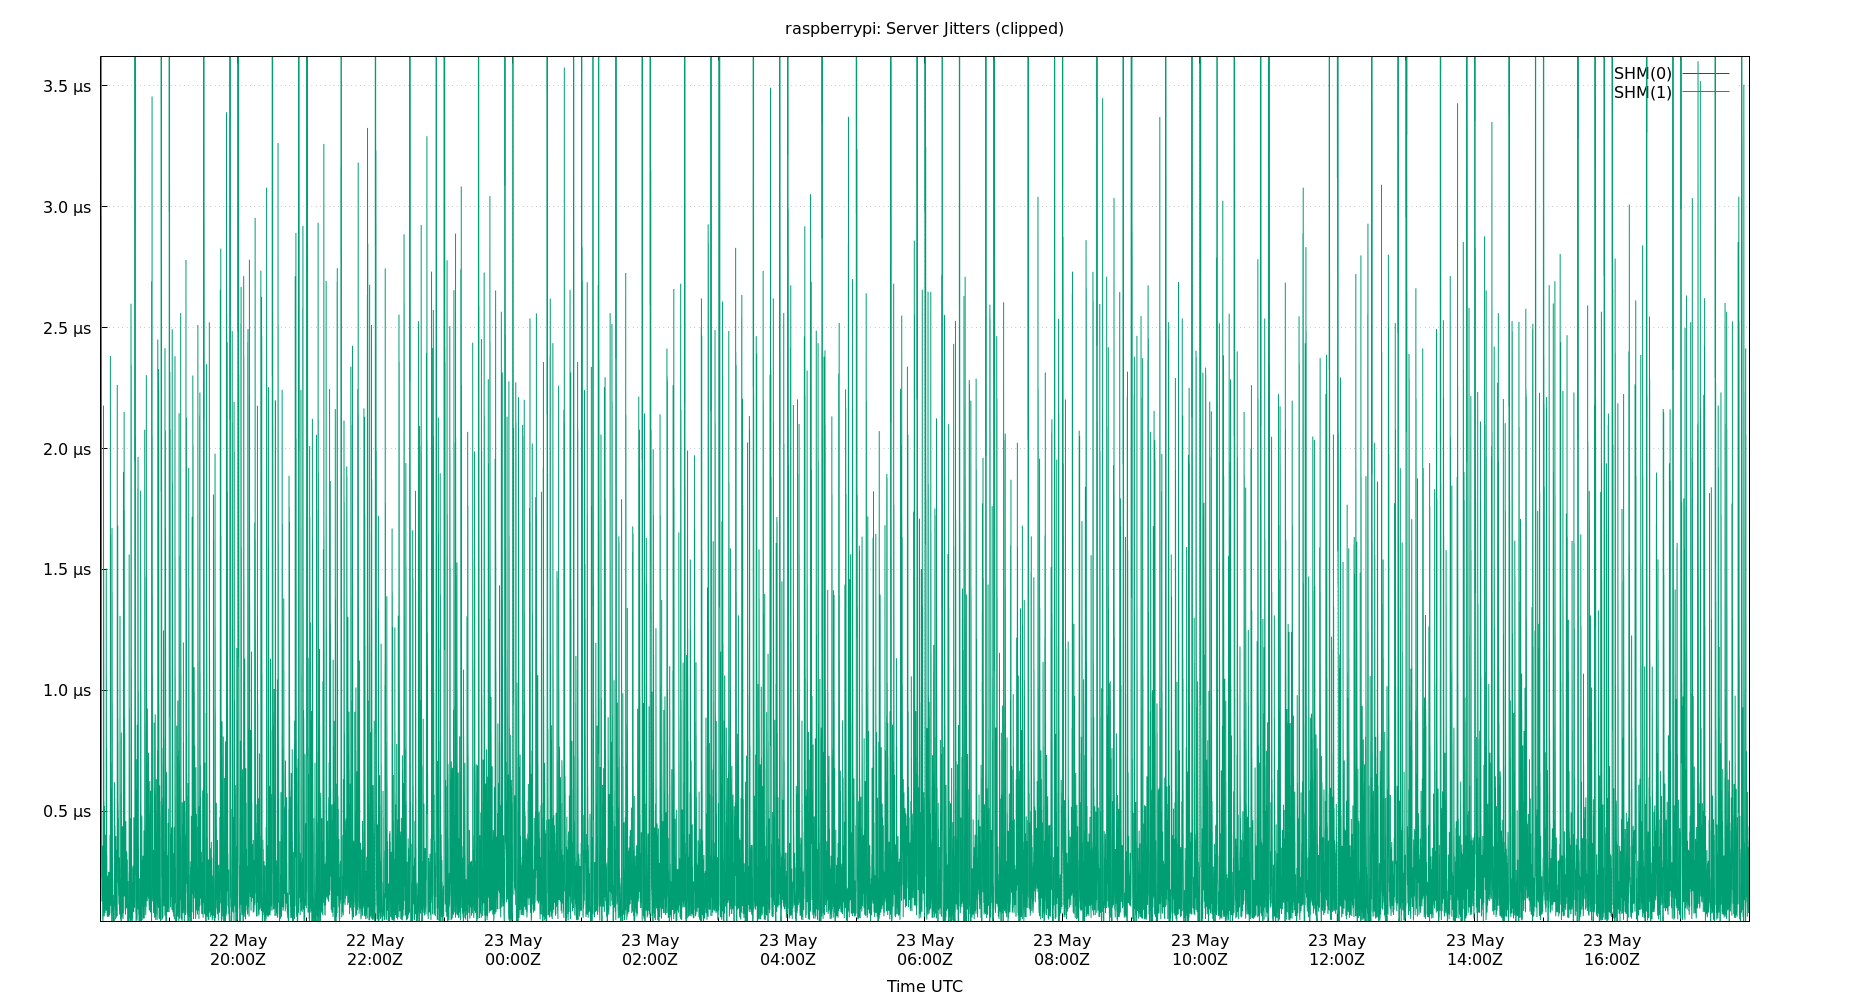 raspberrypi: Server Jitters (clipped)
SHM(0)
SHM(1)
3.5 µs
3.0 µs
2.5 µs
2.0 µs
1.5 µs
1.0 µs
0.5 µs
22 May 22 May 23 May 23 May 23 May 23 May 23 May 23 May 23 May 23 May 23 May
20:00Z 22:00Z 00:00Z 02:00Z 04:00Z 06:00Z 08:00Z 10:00Z 12:00Z 14:00Z 16:00Z
Time UTC